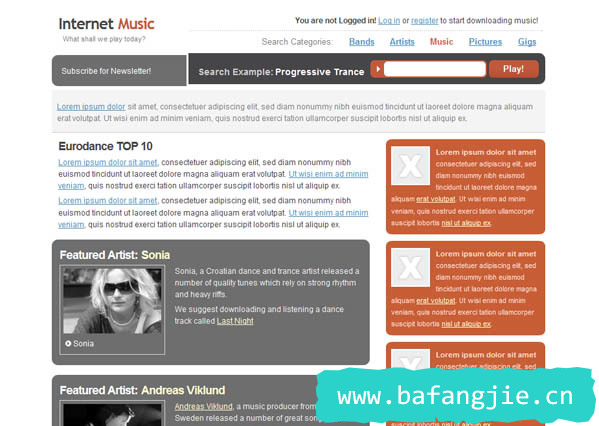 Internet Music
What shall we play today?
You are not Logged in! Log in or register to start downloading music!
Search Categories: Bands Artists Music Pictures Gigs
Subscribe for Newsletter!
Search Example: Progressive Trance
Play!
Lorem ipsum dolor sit amet, consectetuer adipiscing elit, sed diam nonummy nibh euismod tincidunt ut laoreet dolore magna aliquam
erat volutpat. Ut wisi enim ad minim veniam, quis nostrud exerci tation ullamcorper suscipit lobortis nisl ut aliquip ex.
Eurodance TOP 10
Lorem ipsum dolor sit amet, consectetuer adipiscing elit, sed diam nonummy nibh
euismod tincidunt ut laoreet dolore magna aliquam erat volutpat. Ut wisi enim ad minim
veniam, quis nostrud exerci tation ullamcorper suscipit lobortis nisl ut aliquip ex.
Lorem ipsum dolor sit amet, consectetuer adipiscing elit, sed diam nonummy nibh
euismod tincidunt ut laoreet dolore magna aliquam erat volutpat. Ut wisi enim ad minim
veniam, quis nostrud exerci tation ullamcorper suscipit lobortis nisl ut aliquip ex.
Featured Artist: Sonia
Sonia, a Croatian dance and trance artist released a
number of quality tunes which rely on strong rhythm
and heavy riffs.
We suggest downloading and listening a dance
track called Last Night
Sonia
Featured Artist: Andreas Viklund
Andreas Viklund, a music producer from
Sweden released a number of great song
Lorem ipsum dolor sit amet
consectetuer adipiscing elit, sed
diam nonummy nibh euismod
tincidunt ut laoreet dolore magna
aliquam erat volutpat. Ut wisi enim ad minim
veniam, quis nostrud exerci tation ullamcorper
suscipit lobortis nisl ut aliquip ex.
Lorem ipsum dolor sit amet
consectetuer adipiscing elit, sed
diam nonummy nibh euismod
tincidunt ut laoreet dolore magna
aliquam erat volutpat. Ut wisi enim ad minim
veniam, quis nostrud exerci tation ullamcorper
suscipit lobortis nisl ut aliquip ex.
Lorem ipsum dolor sit amet
consectetuer adipiscing elit, sed
www.bafangjie.cn